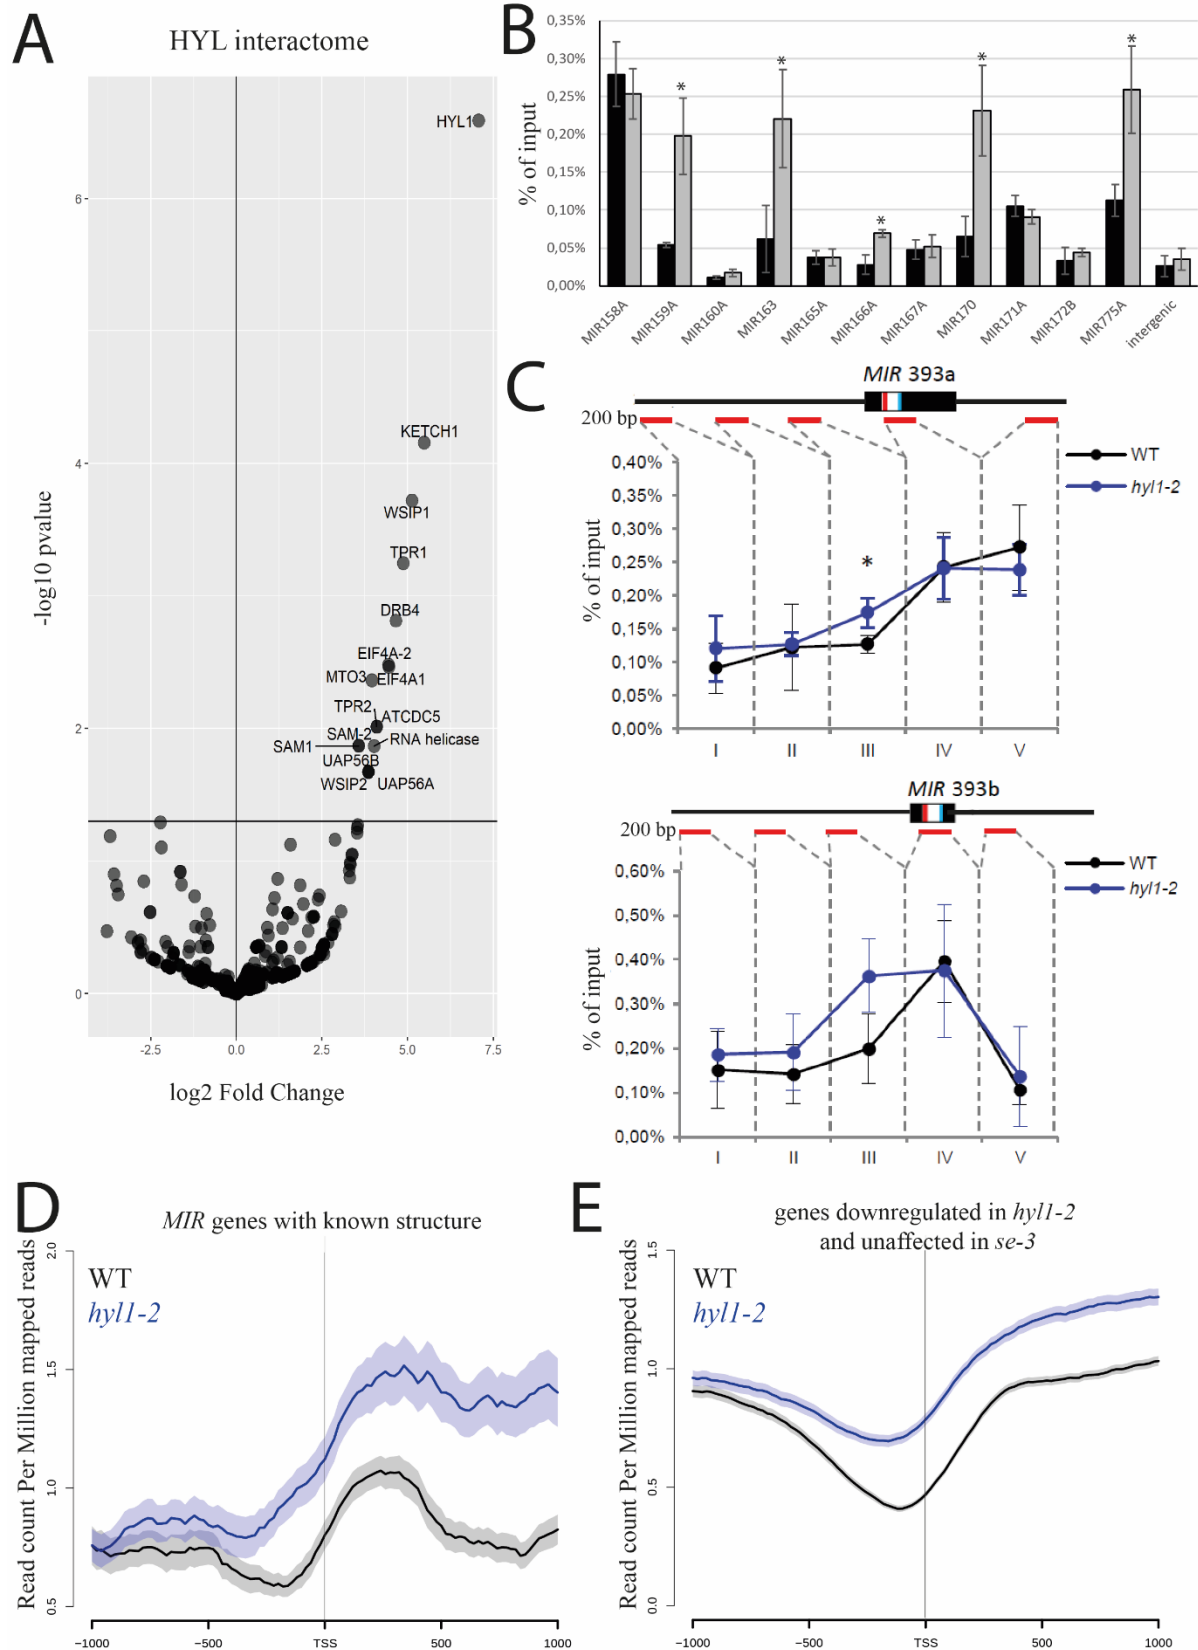 A
HYL interactome
-log10 pvalue
6
4
2
0
HYL1
KETCH1
WSIP1
TPR1
DRB4
EIF4A-2
MTO3
EIF4A1
TPR2
ATCDC5
SAM-2
SAM1
RNA helicase
UAP56B
WSIP2
UAP56A
-2.5
0.0
2.5
5.0
7.5
log2 Fold Change
B
% of input
0,35%
0,30%
0,25%
0,20%
0,15%
0,10%
0,05%
0,00%
*
*
*
*
*
MIR158A
MIR159A
MIR160A
MIR163
MIR165A
MIR166A
MIR167A
MIR170
MIR171A
MIR172B
MIR775A
intergenic
C
MIR 393a
200 bp
WT
hyl1-2
% of input
0,40%
0,35%
0,30%
0,25%
0,20%
0,15%
0,10%
0,05%
0,00%
*
I
II
III
IV
V
MIR 393b
200 bp
WT
hyl1-2
% of input
0,60%
0,50%
0,40%
0,30%
0,20%
0,10%
0,00%
I
II
III
IV
V
D
MIR genes with known structure
Read count Per Million mapped reads
2.0
1.5
1.0
0.5
WT
hyl1-2
−1000
−500
TSS
500
1000
E
genes downregulated in hyl1-2
and unaffected in se-3
Read count Per Million mapped reads
1.5
1.0
0.5
0.0
WT
hyl1-2
−1000
−500
TSS
500
1000